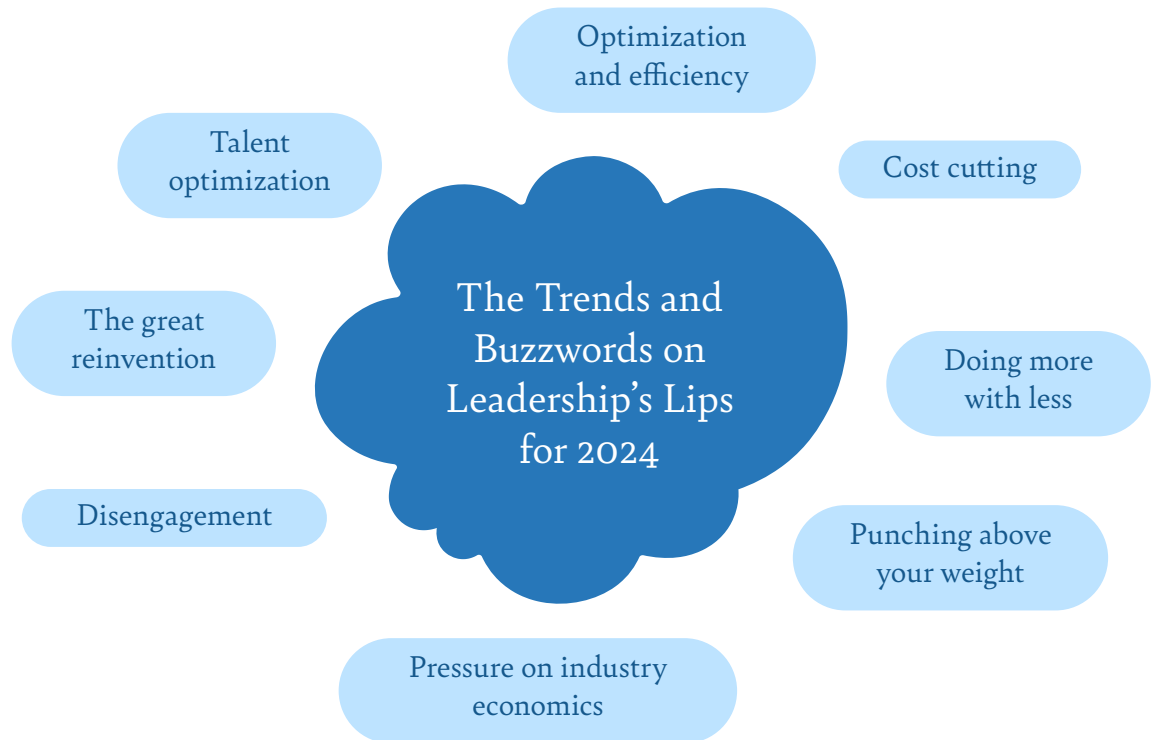 Optimization
and efficiency
Talent
optimization
Cost cutting
The Trends and
Buzzwords on
Leadership’s Lips
for 2024
The great
reinvention
Doing more
with less
Disengagement
Punching above
your weight
Pressure on industry
economics